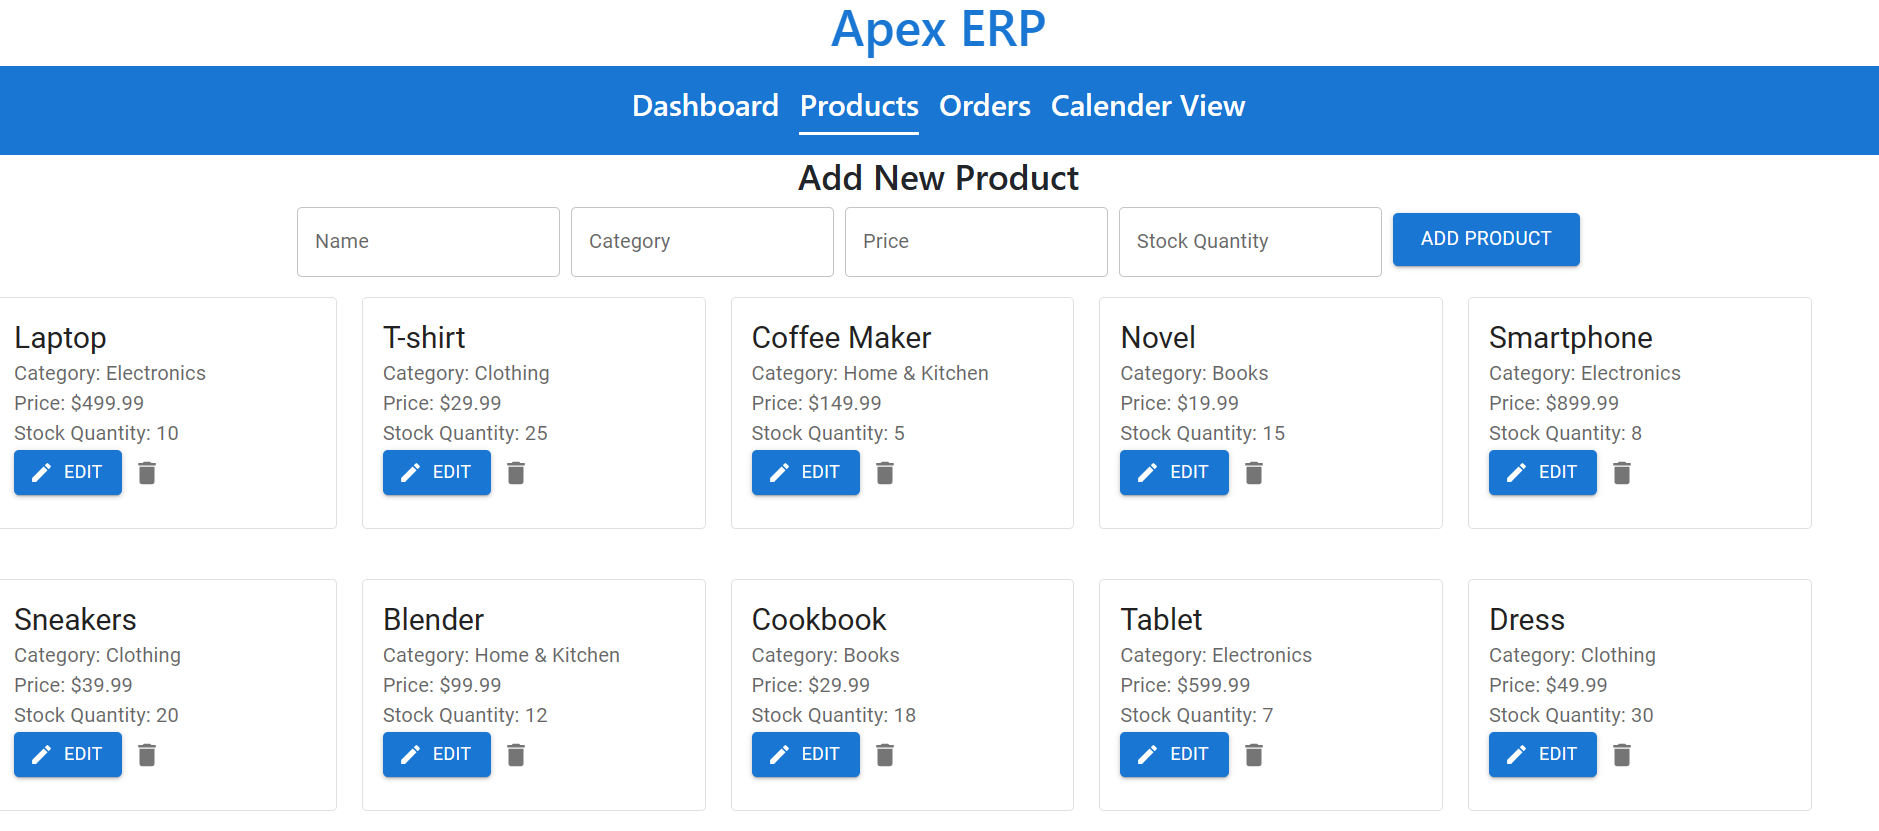 Apex ERP
Dashboard Products Orders Calender View
Add New Product
Name Category Price Stock Quantity ADD PRODUCT
Laptop
Category: Electronics
Price: $499.99
Stock Quantity: 10
EDIT
T-shirt
Category: Clothing
Price: $29.99
Stock Quantity: 25
EDIT
Coffee Maker
Category: Home & Kitchen
Price: $149.99
Stock Quantity: 5
EDIT
Novel
Category: Books
Price: $19.99
Stock Quantity: 15
EDIT
Smartphone
Category: Electronics
Price: $899.99
Stock Quantity: 8
EDIT
Sneakers
Category: Clothing
Price: $39.99
Stock Quantity: 20
EDIT
Blender
Category: Home & Kitchen
Price: $99.99
Stock Quantity: 12
EDIT
Cookbook
Category: Books
Price: $29.99
Stock Quantity: 18
EDIT
Tablet
Category: Electronics
Price: $599.99
Stock Quantity: 7
EDIT
Dress
Category: Clothing
Price: $49.99
Stock Quantity: 30
EDIT